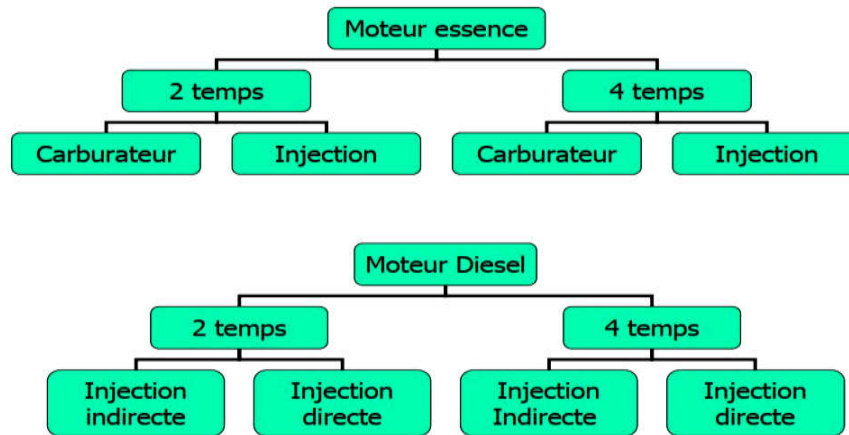 Moteur essence
2 temps
4 temps
Carburateur
Injection
Carburateur
Injection
Moteur Diesel
2 temps
4 temps
Injection
indirecte
Injection
directe
Injection
Indirecte
Injection
directe